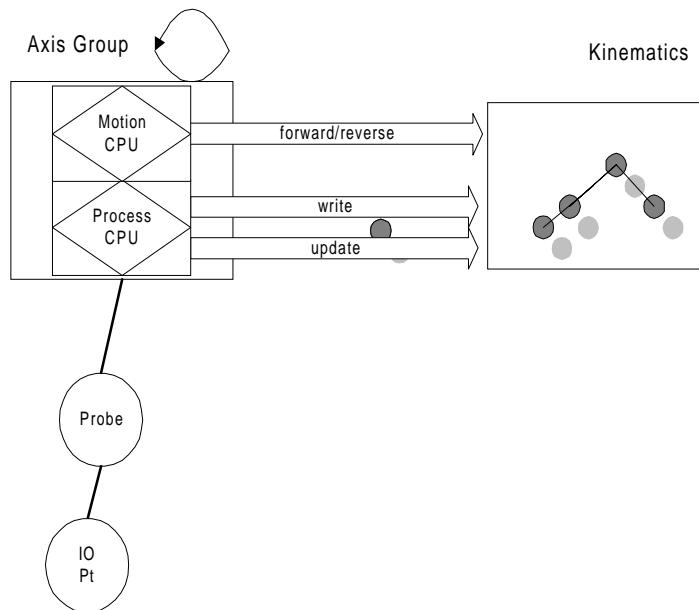 Axis Group
Kinematics
Motion
CPU
forward/reverse
Process
CPU
write
update
Probe
IO
Pt